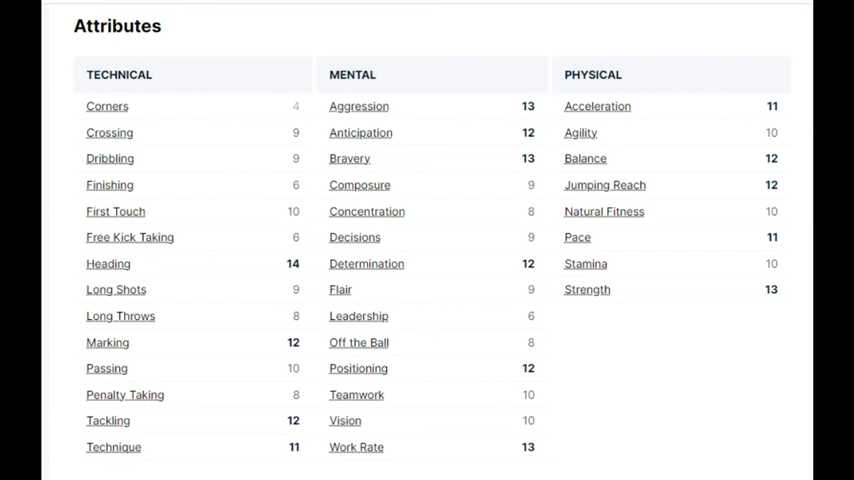 Attributes
TECHNICAL MENTAL PHYSICAL
Corners 4 Aggression 13 Acceleration 11
Crossing 9 Anticipation 12 Agility 10
Dribbling 9 Bravery 13 Balance 12
Finishing 6 Composure 9 Jumping Reach 12
First Touch 10 Concentration 8 Natural Fitness 10
Free Kick Taking 6 Decisions 9 Pace 11
Heading 14 Determination 12 Stamina 10
Long Shots 9 Flair 9 Strength 13
Long Throws 8 Leadership 6
Marking 12 Off the Ball 8
Passing 10 Positioning 12
Penalty Taking 8 Teamwork 10
Tackling 12 Vision 10
Technique 11 Work Rate 13